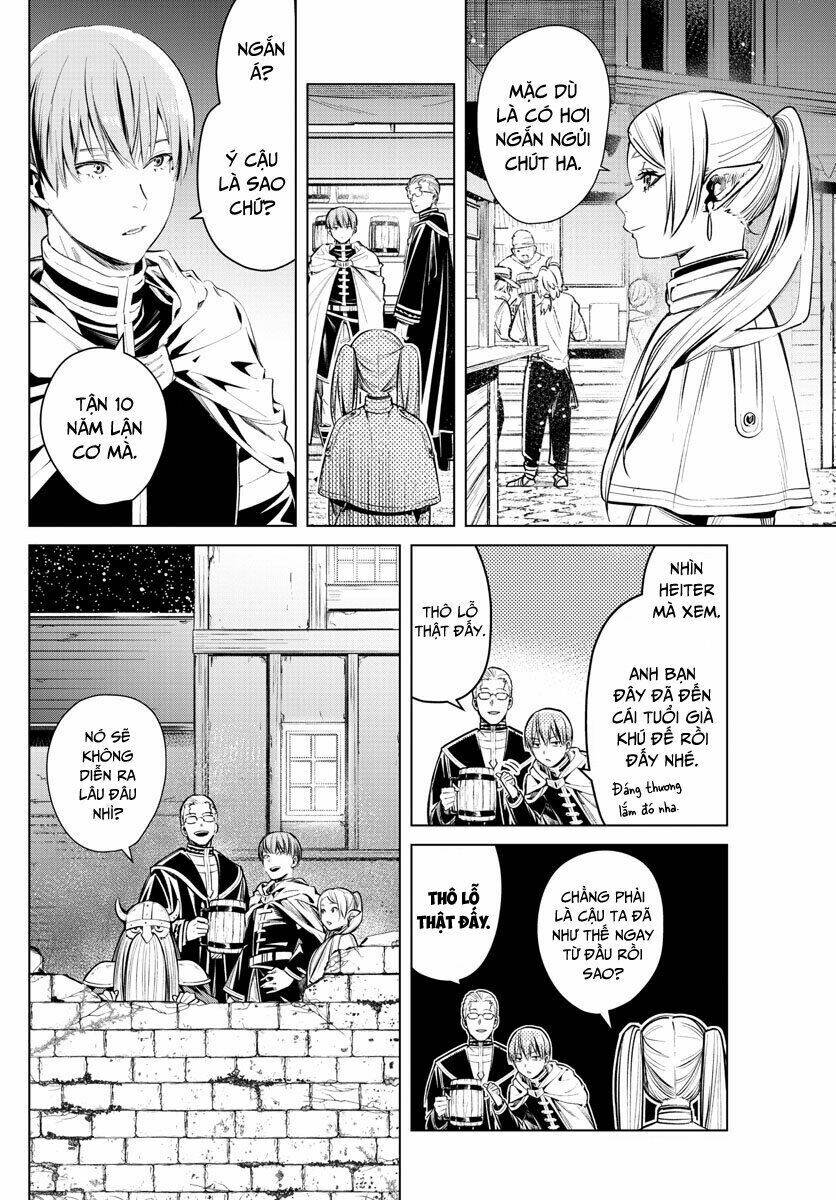 MẶC DÙ
LÀ CÓ HƠI
NGẮN NGỦI
CHÚT HA.
NGẮN
Á?
Ý CẬU
LÀ SAO
CHỨ?
TẬN 10
NĂM LẬN
CƠ MÀ.
NHÌN
HEITER
MÀ XEM.
ANH BẠN
ĐÂY ĐÃ ĐẾN
CÁI TUỔI GIÀ
KHÚ ĐẾ RỒI
ĐẤY NHÉ.
Đáng thương
lắm đó nha.
THÔ LỖ
THẬT ĐẤY.
CHẲNG PHẢI
LÀ CẬU TA ĐÃ
NHƯ THẾ NGAY
TỪ ĐẦU RỒI
SAO?
THÔ LỖ
THẬT ĐẤY.
NÓ SẼ
KHÔNG
DIỄN RA
LÂU ĐÂU
NHỈ?